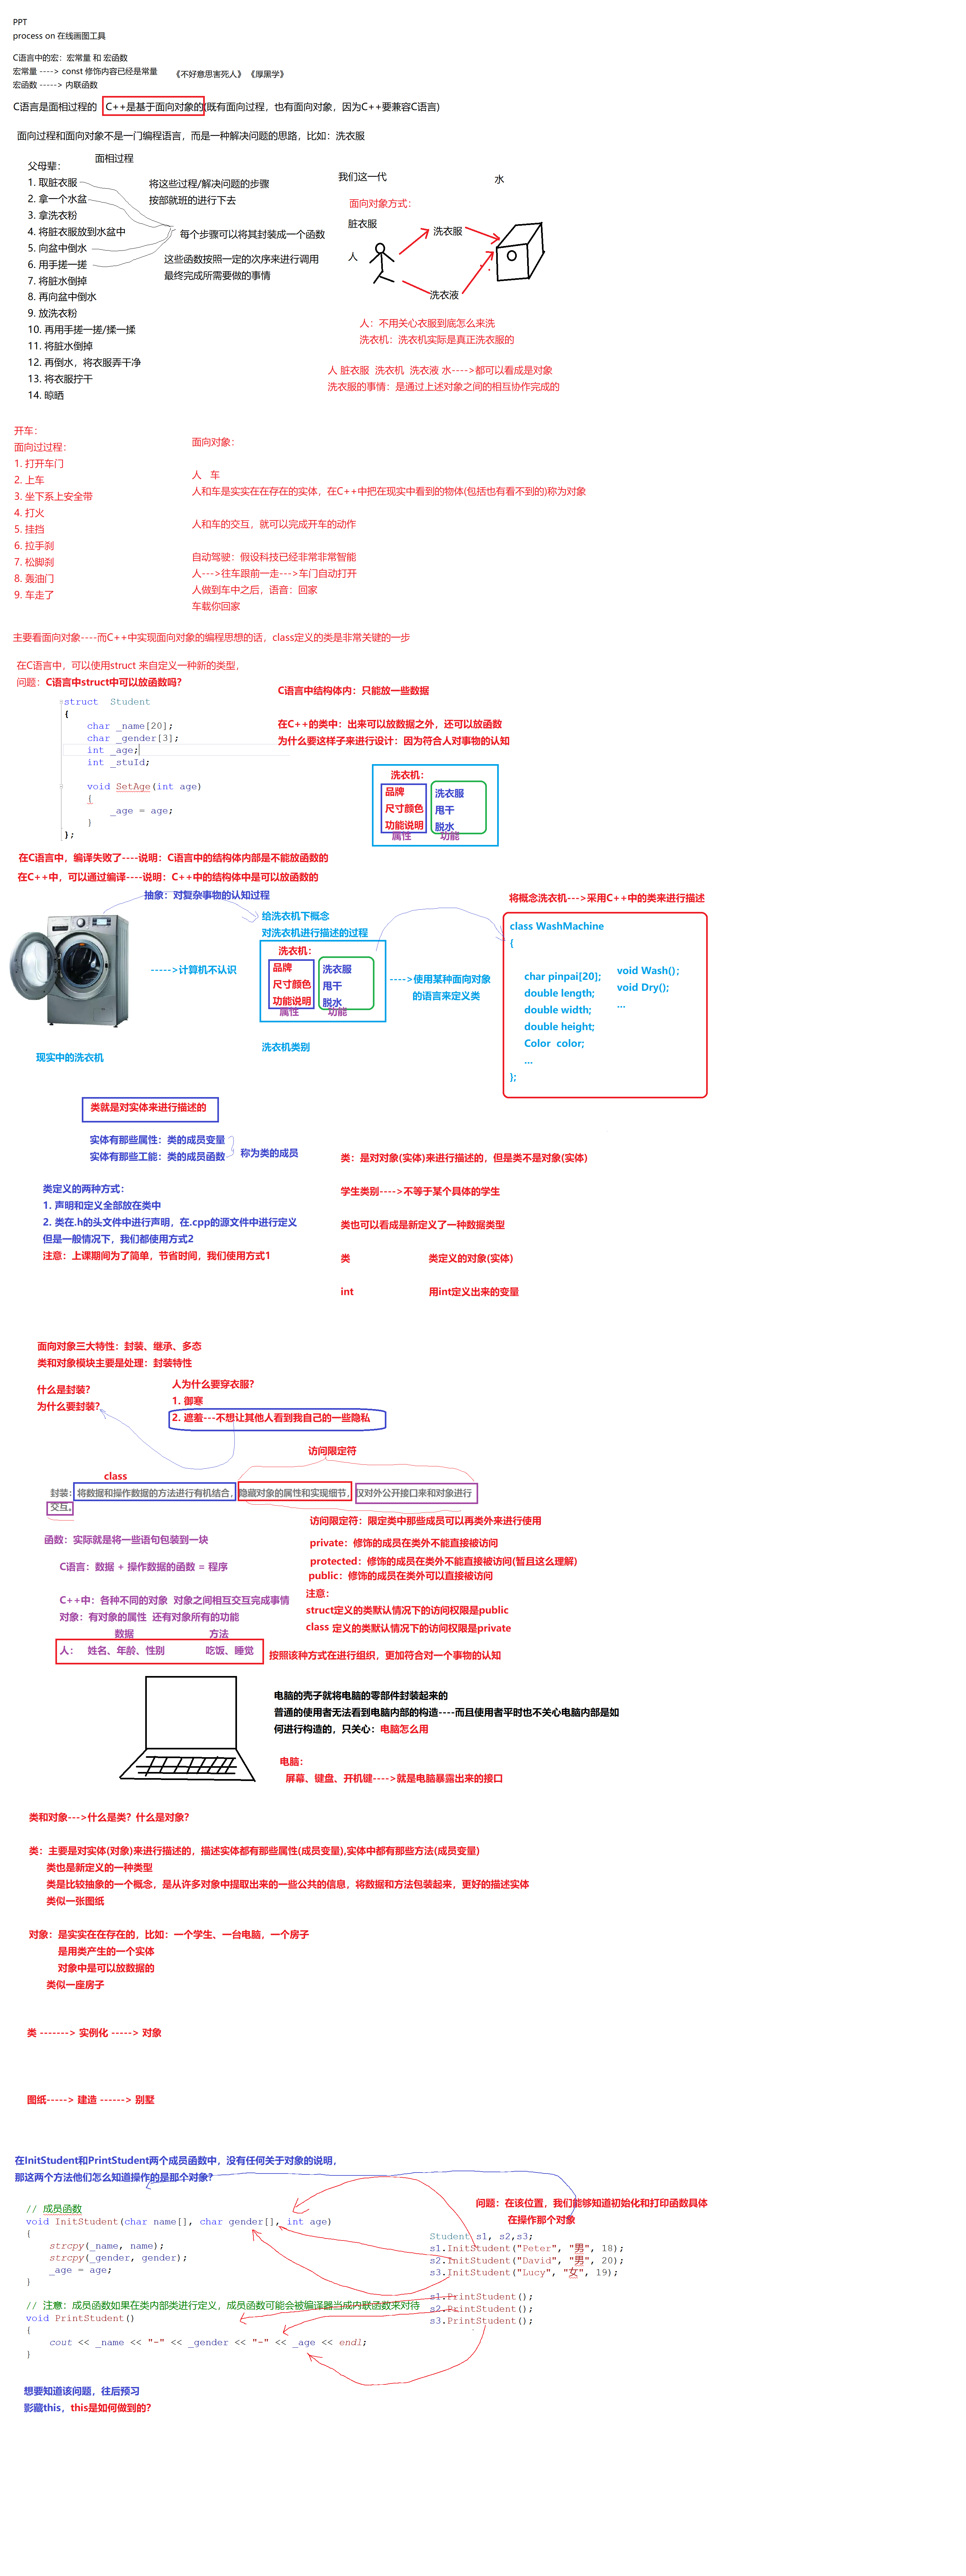 PPT
process on 在线画图工具
C语言中的宏：宏常量 和 宏函数
宏常量 ----> const 修饰内容已经是常量
《不好意思害死人》 《厚黑学》
宏函数 -----> 内联函数
C语言是面相过程的 C++是基于面向对象的(既有面向过程，也有面向对象，因为C++要兼容C语言)
面向过程和面向对象不是一门编程语言，而是一种解决问题的思路，比如：洗衣服
面相过程
父母辈：
1. 取脏衣服
2. 拿一个水盆
3. 拿洗衣粉
4. 将脏衣服放到水盆中
5. 向盆中倒水
6. 用手搓一搓
7. 将脏水倒掉
8. 再向盆中倒水
9. 放洗衣粉
10. 再用手搓一搓/揉一揉
11. 将脏水倒掉
12. 再倒水，将衣服弄干净
13. 将衣服拧干
14. 晾晒
将这些过程/解决问题的步骤
按部就班的进行下去
每个步骤可以将其封装成一个函数
这些函数按照一定的次序来进行调用
最终完成所需要做的事情
我们这一代
水
面向对象方式：
脏衣服
洗衣服
人
洗衣液
人：不用关心衣服到底怎么来洗
洗衣机：洗衣机实际是真正洗衣服的
人 脏衣服 洗衣机 洗衣液 水---->都可以看成是对象
洗衣服的事情：是通过上述对象之间的相互协作完成的
开车：
面向过过程：
1. 打开车门
2. 上车
3. 坐下系上安全带
4. 打火
5. 挂挡
6. 拉手刹
7. 松脚刹
8. 轰油门
9. 车走了
面向对象：
人 车
人和车是实实在在存在的实体，在C++中把在现实中看到的物体(包括也有看不到的)称为对象
人和车的交互，就可以完成开车的动作
自动驾驶：假设科技已经非常非常智能
人--->往车跟前一走--->车门自动打开
人做到车中之后，语音：回家
车载你回家
主要看面向对象----而C++中实现面向对象的编程思想的话，class定义的类是非常关键的一步
在C语言中，可以使用struct 来自定义一种新的类型，
问题：C语言中struct中可以放函数吗？
struct Student
{
char _name[20];
char _gender[3];
int _age;
int _stuId;
void SetAge(int age)
{
_age = age;
}
};
C语言中结构体内：只能放一些数据
在C++的类中：出来可以放数据之外，还可以放函数
为什么要这样子来进行设计：因为符合人对事物的认知
洗衣机：
品牌
尺寸颜色
功能说明
属性
洗衣服
甩干
脱水
功能
在C语言中，编译失败了----说明：C语言中的结构体内部是不能放函数的
在C++中，可以通过编译----说明：C++中的结构体中是可以放函数的
抽象：对复杂事物的认知过程
给洗衣机下概念
对洗衣机进行描述的过程
洗衣机：
品牌
尺寸颜色
功能说明
属性
洗衣服
甩干
脱水
功能
----->计算机不认识
---->使用某种面向对象
的语言来定义类
洗衣机类别
现实中的洗衣机
将概念洗衣机--->采用C++中的类来进行描述
class WashMachine
{
char pinpai[20];
double length;
double width;
double height;
Color color;
...
};
void Wash();
void Dry();
...
类就是对实体来进行描述的
实体有那些属性：类的成员变量
实体有那些工能：类的成员函数
称为类的成员
类定义的两种方式：
1. 声明和定义全部放在类中
2. 类在.h的头文件中进行声明，在.cpp的源文件中进行定义
但是一般情况下，我们都使用方式2
注意：上课期间为了简单，节省时间，我们使用方式1
类：是对对象(实体)来进行描述的，但是类不是对象(实体)
学生类别---->不等于某个具体的学生
类也可以看成是新定义了一种数据类型
类 类定义的对象(实体)
int 用int定义出来的变量
面向对象三大特性：封装、继承、多态
类和对象模块主要是处理：封装特性
什么是封装？
为什么要封装？
人为什么要穿衣服？
1. 御寒
2. 遮羞---不想让其他人看到我自己的一些隐私
访问限定符
class
封装：将数据和操作数据的方法进行有机结合，隐藏对象的属性和实现细节，仅对外公开接口来和对象进行
交互。
函数：实际就是将一些语句包装到一块
C语言：数据 + 操作数据的函数 = 程序
C++中：各种不同的对象 对象之间相互交互完成事情
对象：有对象的属性 还有对象所有的功能
数据 方法
人： 姓名、年龄、性别 吃饭、睡觉
访问限定符：限定类中那些成员可以再类外来进行使用
private：修饰的成员在类外不能直接被访问
protected：修饰的成员在类外不能直接被访问(暂且这么理解)
public：修饰的成员在类外可以直接被访问
注意：
struct定义的类默认情况下的访问权限是public
class 定义的类默认情况下的访问权限是private
按照该种方式在进行组织，更加符合对一个事物的认知
电脑的壳子就将电脑的零部件封装起来的
普通的使用者无法看到电脑内部的构造----而且使用者平时也不关心电脑内部是如
何进行构造的，只关心：电脑怎么用
电脑：
屏幕、键盘、开机键---->就是电脑暴露出来的接口
类和对象--->什么是类？什么是对象？
类：主要是对实体(对象)来进行描述的，描述实体都有那些属性(成员变量),实体中都有那些方法(成员变量)
类也是新定义的一种类型
类是比较抽象的一个概念，是从许多对象中提取出来的一些公共的信息，将数据和方法包装起来，更好的描述实体
类似一张图纸
对象：是实实在在存在的，比如：一个学生、一台电脑，一个房子
是用类产生的一个实体
对象中是可以放数据的
类似一座房子
类 -------> 实例化 -----> 对象
图纸-----> 建造 ------> 别墅
在InitStudent和PrintStudent两个成员函数中，没有任何关于对象的说明，
那这两个方法他们怎么知道操作的是那个对象？
// 成员函数
void InitStudent(char name[], char gender[], int age)
{
strcpy(_name, name);
strcpy(_gender, gender);
_age = age;
}
// 注意：成员函数如果在类内部类进行定义，成员函数可能会被编译器当成内联函数来对待
void PrintStudent()
{
cout << _name << "-" << _gender << "-" << _age << endl;
}
问题：在该位置，我们能够知道初始化和打印函数具体
在操作那个对象
Student s1, s2,s3;
s1.InitStudent("Peter", "男", 18);
s2.InitStudent("David", "男", 20);
s3.InitStudent("Lucy", "女", 19);
s1.PrintStudent();
s2.PrintStudent();
s3.PrintStudent();
想要知道该问题，往后预习
影藏this，this是如何做到的？